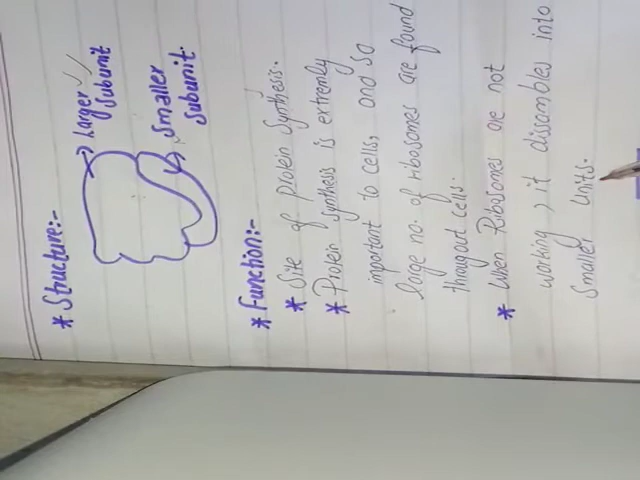 * Structure:-
Larger
subunit
Smaller
subunit.
* Function:-
* Site of Protein Synthesis.
* Protein synthesis is extremly
important to cells, and so
large no. of ribosomes are found
througout cells.
* When Ribosomes are not
working, it dissembles into
smaller units.